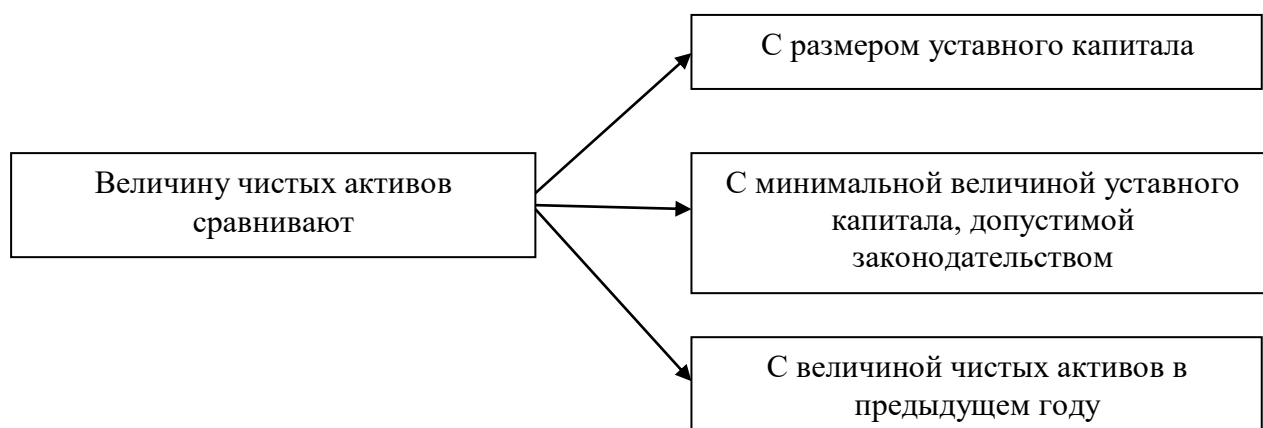 С размером уставного капитала
Величину чистых активов
сравнивают
С минимальной величиной уставного
капитала, допустимой
законодательством
С величиной чистых активов в
предыдущем году